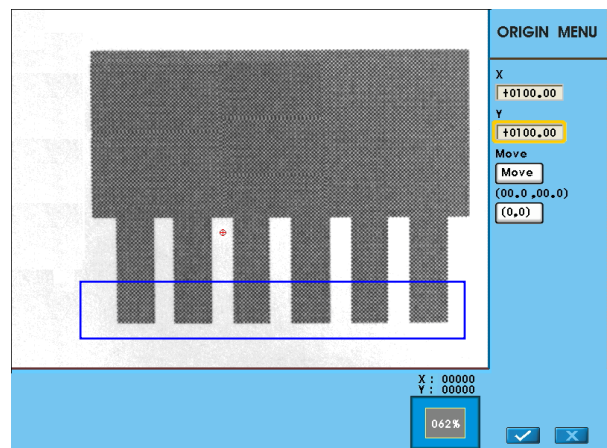 ORIGIN MENU
X
+0100.00
Y
+0100.00
Move
Move
(00.0 ,00.0)
(0,0)
X : 00000
Y : 00000
062%